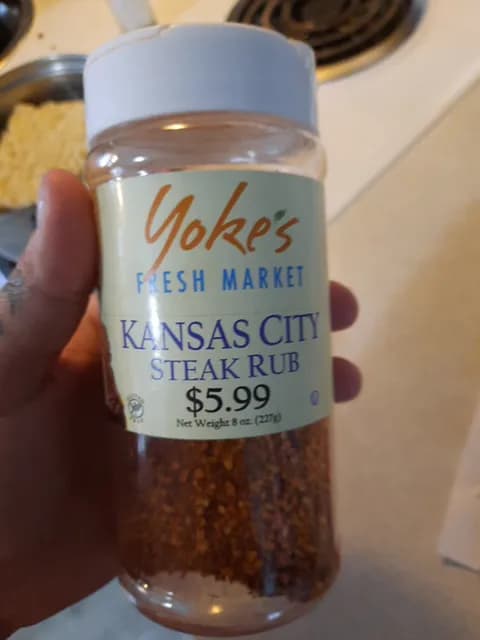 Yoke's
FRESH MARKET
KANSAS CITY
STEAK RUB
$5.99
Net Weight 8 oz. (227g)